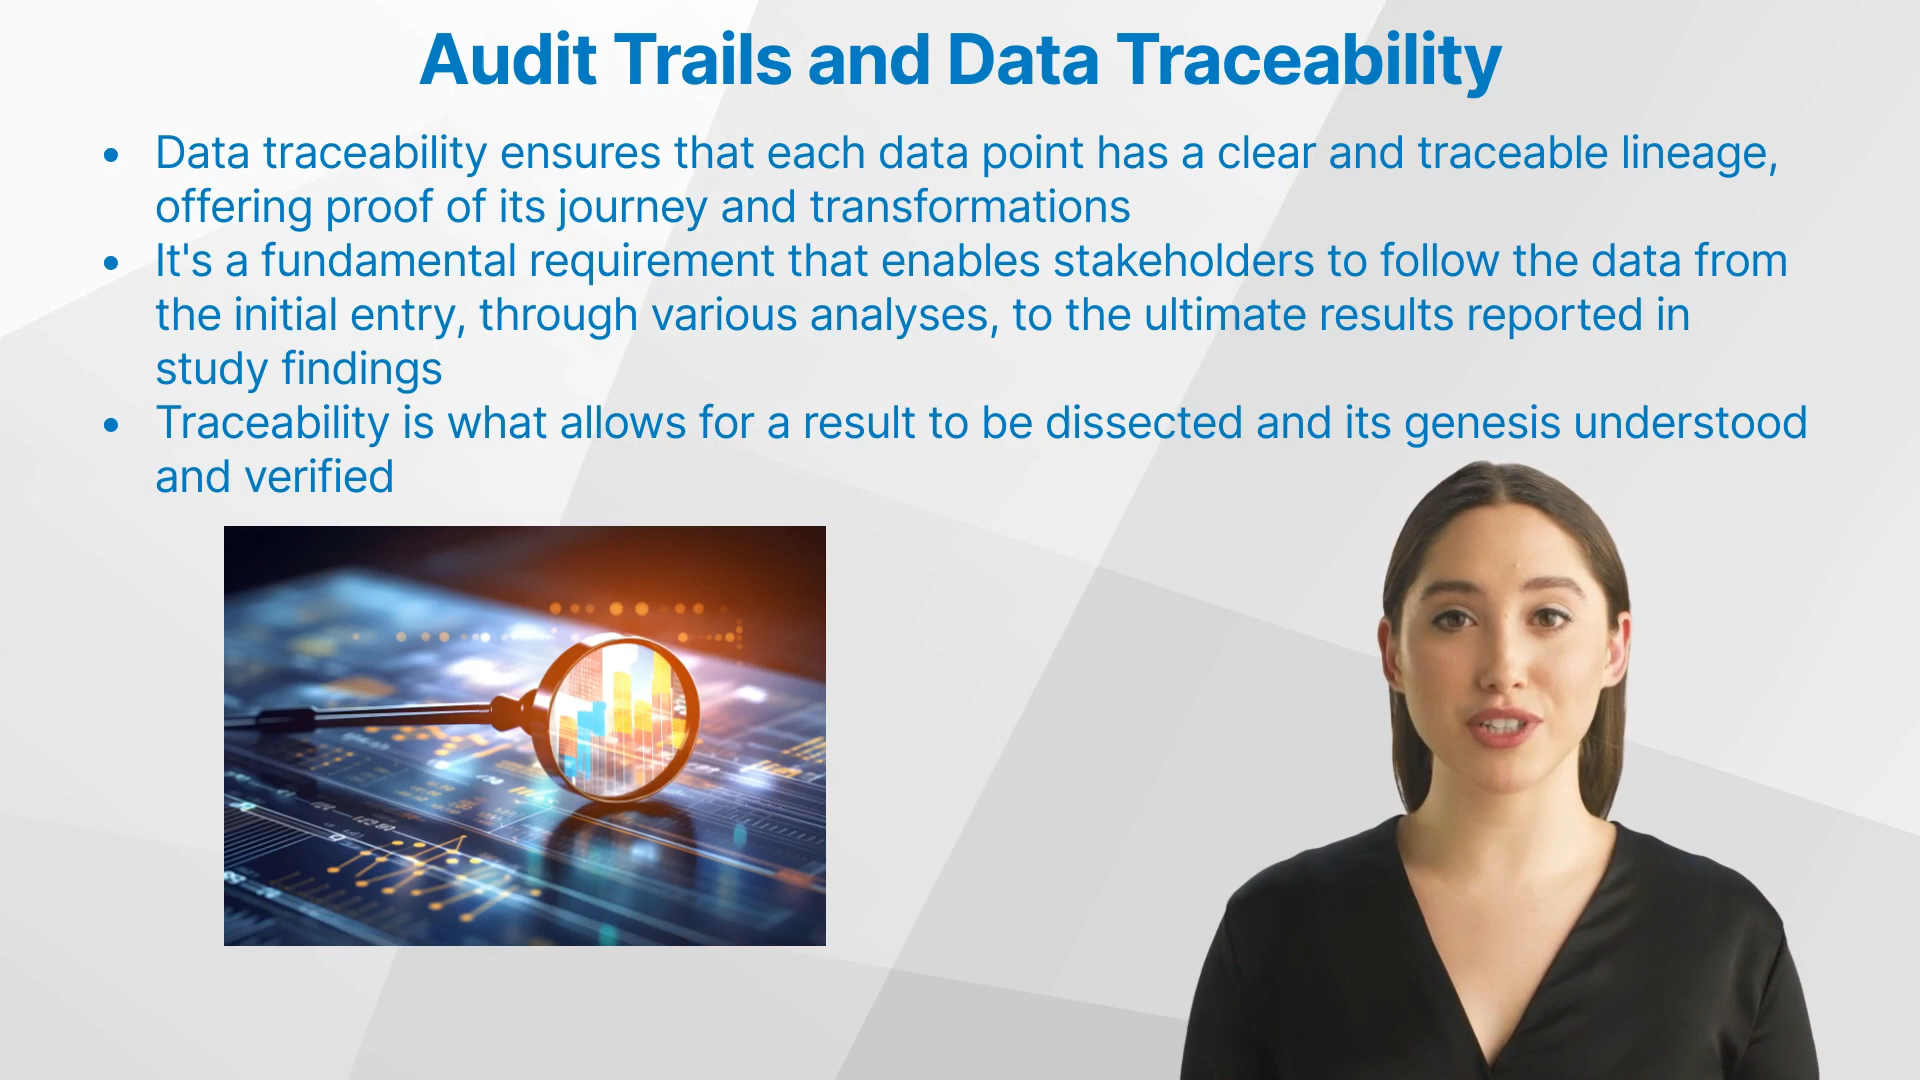 Audit Trails and Data Traceability
• Data traceability ensures that each data point has a clear and traceable lineage,
offering proof of its journey and transformations
• It's a fundamental requirement that enables stakeholders to follow the data from
the initial entry, through various analyses, to the ultimate results reported in
study findings
• Traceability is what allows for a result to be dissected and its genesis understood
and verified